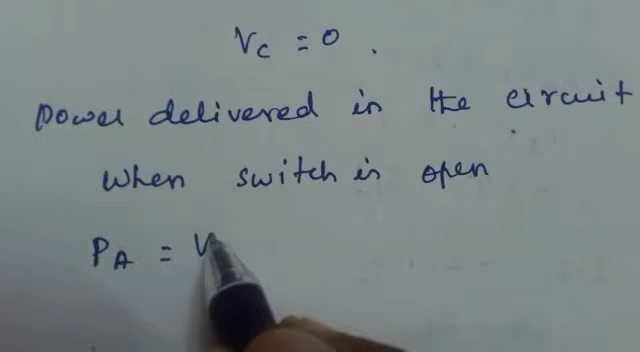 Vc = 0 .
Power delivered in the circuit
When switch is open
PA = V